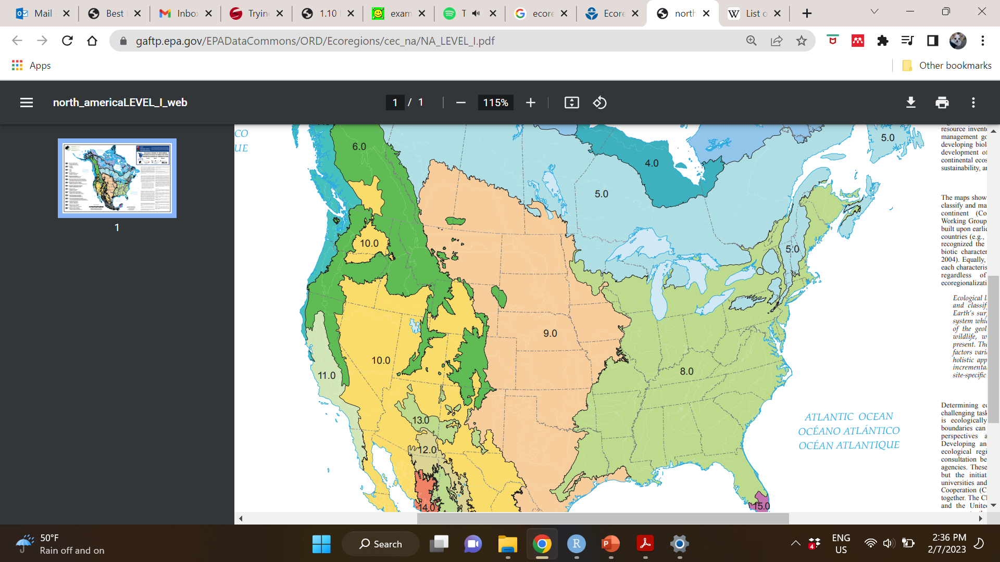 Mail
Best
Inbo
Tryin
1.10
exam
T
ecore
Ecore
north
List o
gaftp.epa.gov/EPADataCommons/ORD/Ecoregions/cec_na/NA_LEVEL_I.pdf
Apps
Other bookmarks
north_americaLEVEL_I_web
1 / 1
115%
1
CO
UE
6.0
4.0
5.0
5.0
10.0
5.0
9.0
10.0
11.0
8.0
13.0
12.0
14.0
15.0
ATLANTIC OCEAN
OCÉANO ATLÁNTICO
OCÉAN ATLANTIQUE
resource invent
management go
developing biol
development of
continental ecos
sustainability, an
The maps show
classify and ma
continent (Co
Working Group
built upon earlie
countries (e.g.,
recognized the
biotic character
2004). Equally,
each characteris
regardless of
ecoregionalizati
Ecological l
and classif
Earth's sur
system whi
of the geol
wildlife, w
present. The
factors vari
holistic app
incrementa
site-specific
Determining ec
challenging task
is ecologically
boundaries can
perspectives a
Developing an
ecological regi
consultation be
agencies. These
but the initiat
universities and
Cooperation (C
together. The CE
and the Unite
50°F
Rain off and on
Search
4
ENG
US
2:36 PM
2/7/2023